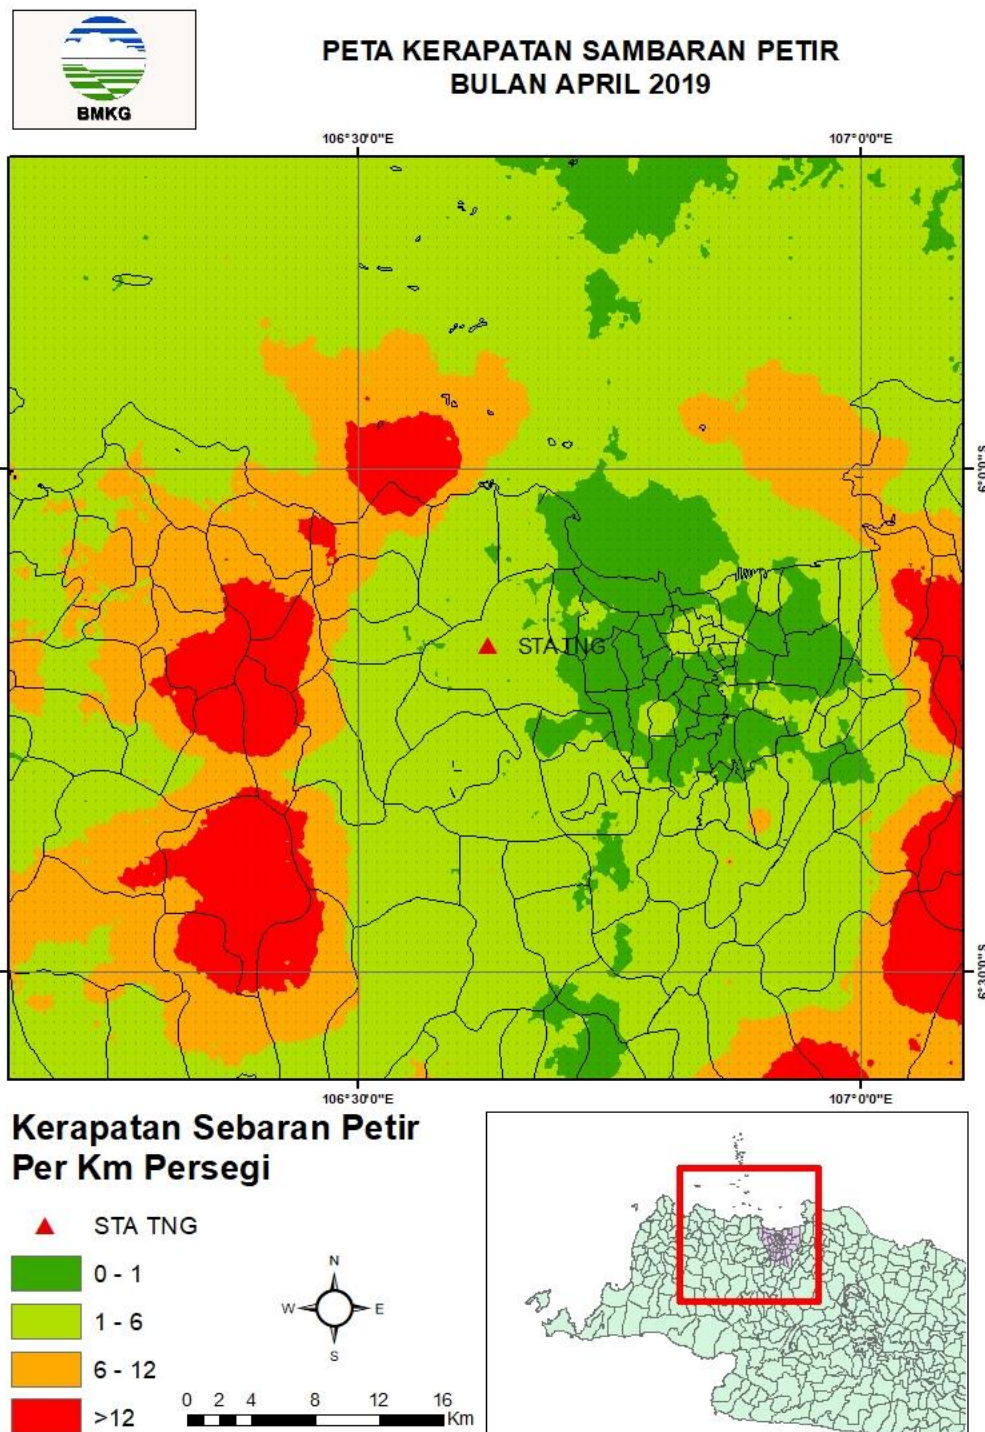 BMKG
PETA KERAPATAN SAMBARAN PETIR
BULAN APRIL 2019
106°30'0"E
107°0'0"E
6°0'0"S
STA TNG
6°30'0"S
106°30'0"E
107°0'0"E
Kerapatan Sebaran Petir
Per Km Persegi
STA TNG
0 - 1
1 - 6
6 - 12
>12
N
W
E
S
0 2 4 8 12 16
Km